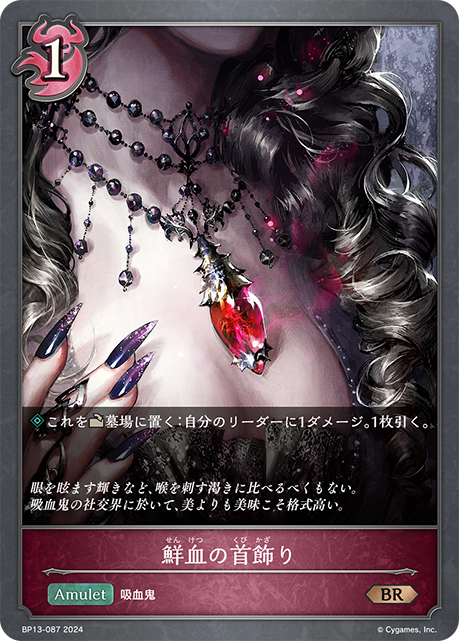 1
これを墓場に置く：自分のリーダーに1ダメージ。1枚引く。
眼を眩ます輝きなど、喉を刺す渇きに比べるべくもない。
吸血鬼の社交界に於いて、美よりも美味こそ格式高い。
せんけつ くびかざ
鮮血の首飾り
Amulet 吸血鬼 BR
BP13-087 2024 © Cygames, Inc.